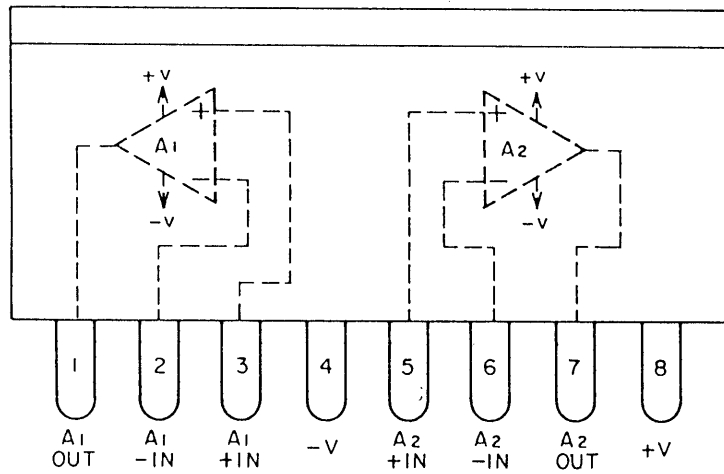 +V +V
A1 A2
-V -V
1 2 3 4 5 6 7 8
A1 OUT
A1 -IN
A1 +IN
-V
A2 +IN
A2 -IN
A2 OUT
+V